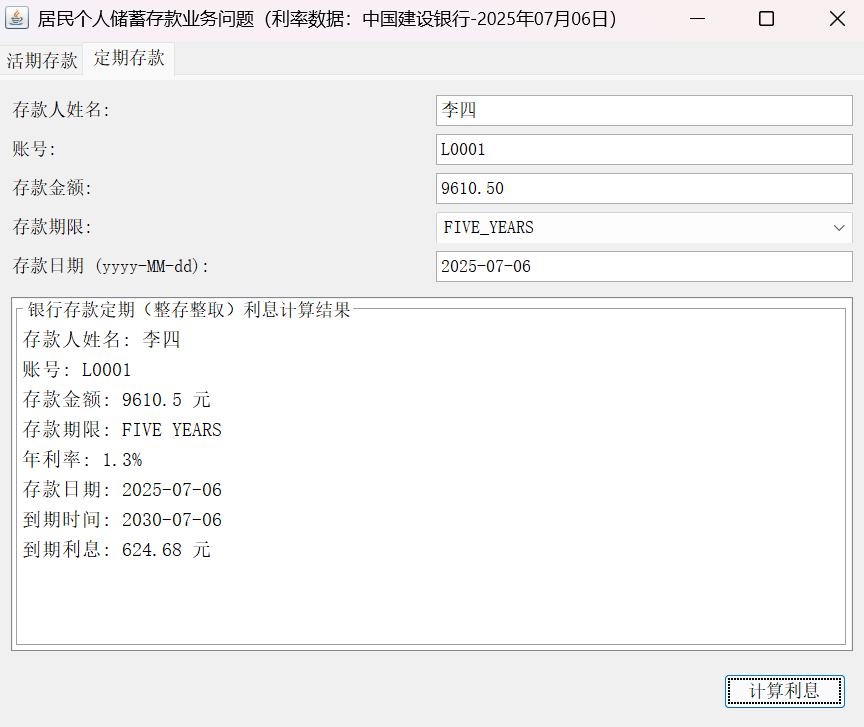 居民个人储蓄存款业务问题（利率数据：中国建设银行-2025年07月06日）
活期存款 定期存款
存款人姓名: 李四
账号: L0001
存款金额: 9610.50
存款期限: FIVE_YEARS
存款日期 (yyyy-MM-dd): 2025-07-06
银行存款定期（整存整取）利息计算结果
存款人姓名: 李四
账号: L0001
存款金额: 9610.5 元
存款期限: FIVE YEARS
年利率: 1.3%
存款日期: 2025-07-06
到期时间: 2030-07-06
到期利息: 624.68 元
计算利息